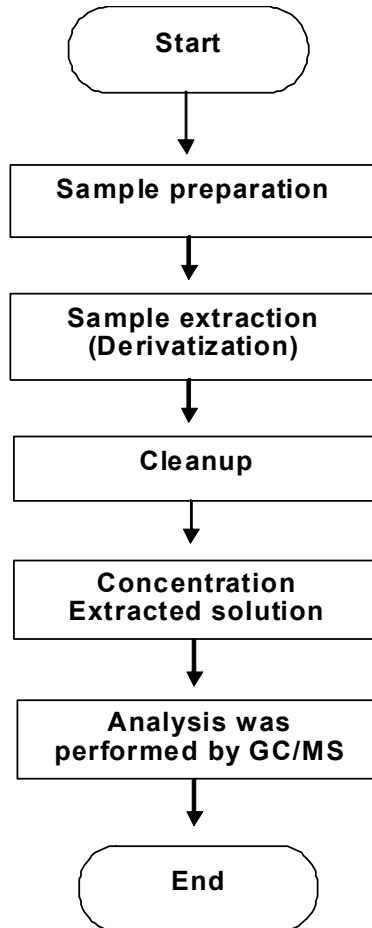 Start
Sample preparation
Sample extraction
(Derivatization)
Cleanup
Concentration
Extracted solution
Analysis was
performed by GC/MS
End